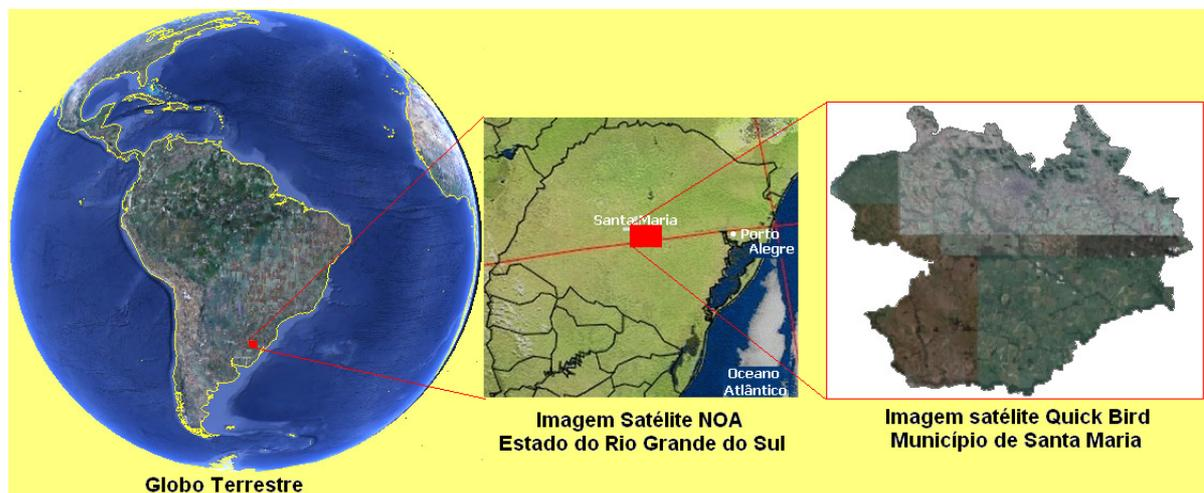 Globo Terrestre
Santa Maria
Porto
Alegre
Oceano
Atlântico
Imagem Satélite NOA
Estado do Rio Grande do Sul
Imagem satélite Quick Bird
Município de Santa Maria